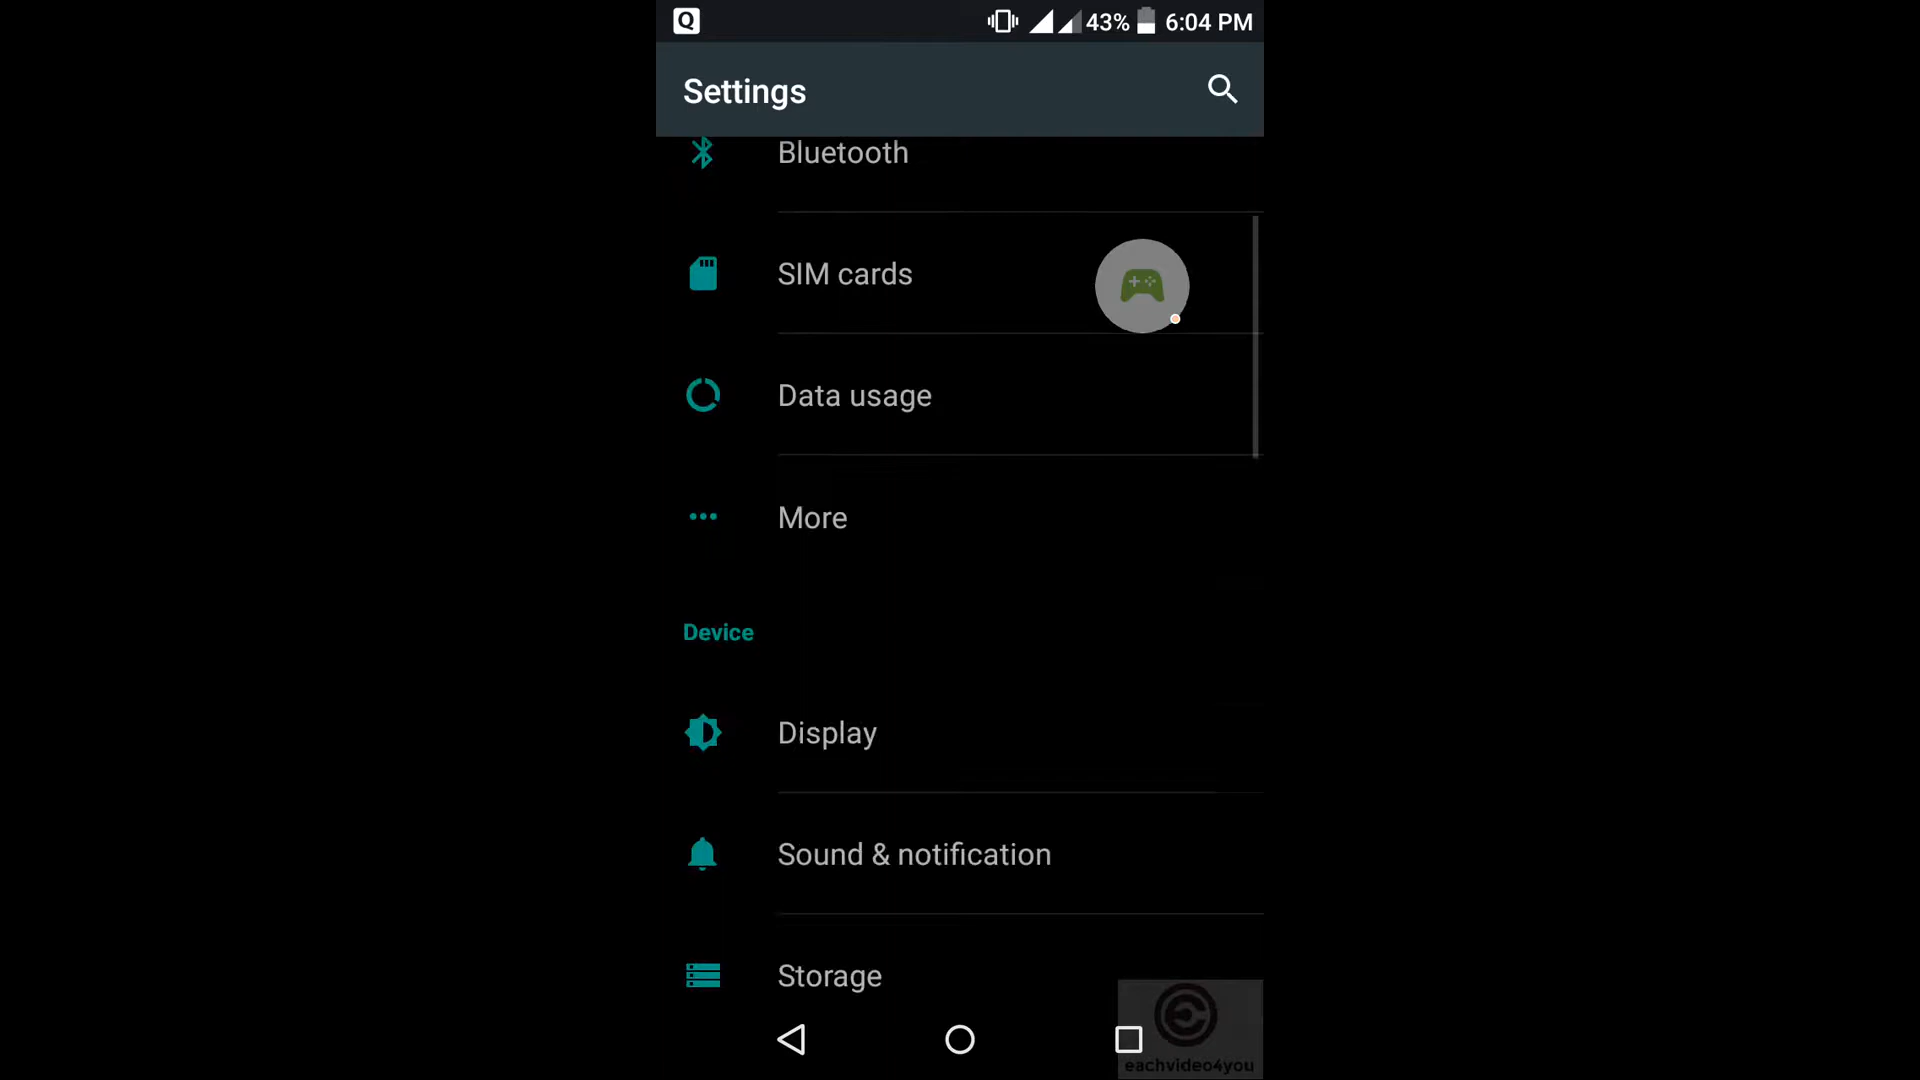 Q
43% 6:04 PM
Settings
Bluetooth
SIM cards
Data usage
More
Device
Display
Sound & notification
Storage
eachvideo4you